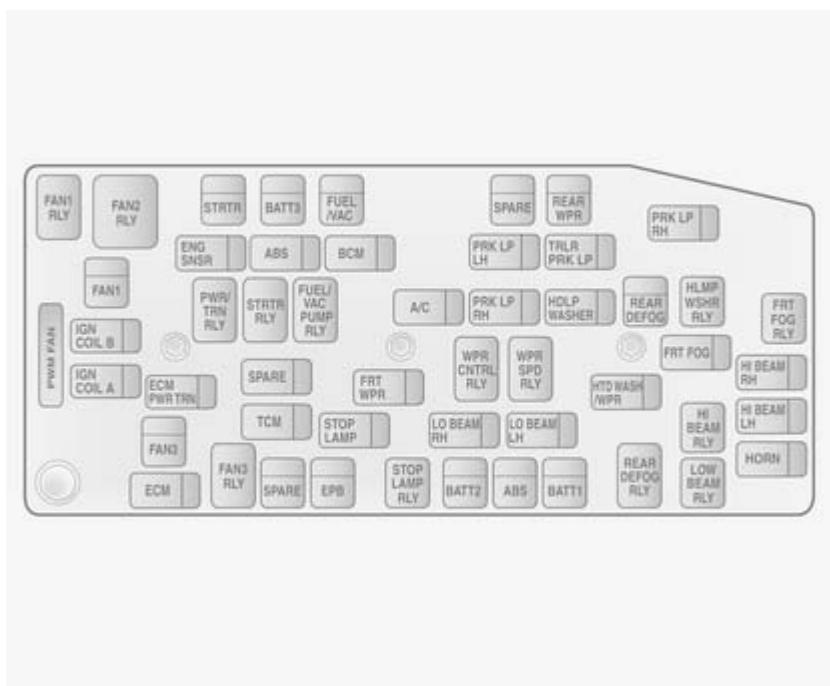 FAN1
RLY
FAN2
RLY
STRTR
BATT3
FUEL
/VAC
SPARE
REAR
WPR
PRK LP
RH
ENG
SNSR
ABS
BCM
PRK LP
LH
TRLR
PRK LP
FAN1
PWR/
TRN
RLY
STRTR
RLY
FUEL/
VAC
PUMP
RLY
A/C
PRK LP
RH
HDLP
WASHER
REAR
DEFOG
HLMP
WSHR
RLY
FRT
FOG
RLY
PWM FAN
IGN
COIL B
IGN
COIL A
ECM
PWR TRN
SPARE
FRT
WPR
WPR
CNTRL
RLY
WPR
SPD
RLY
FRT FOG
HTD WASH
/WPR
HI BEAM
RH
FAN3
TCM
STOP
LAMP
LO BEAM
RH
LO BEAM
LH
HI
BEAM
RLY
HI BEAM
LH
ECM
FAN3
RLY
SPARE
EPB
STOP
LAMP
RLY
BATT2
ABS
BATT1
REAR
DEFOG
RLY
LOW
BEAM
RLY
HORN